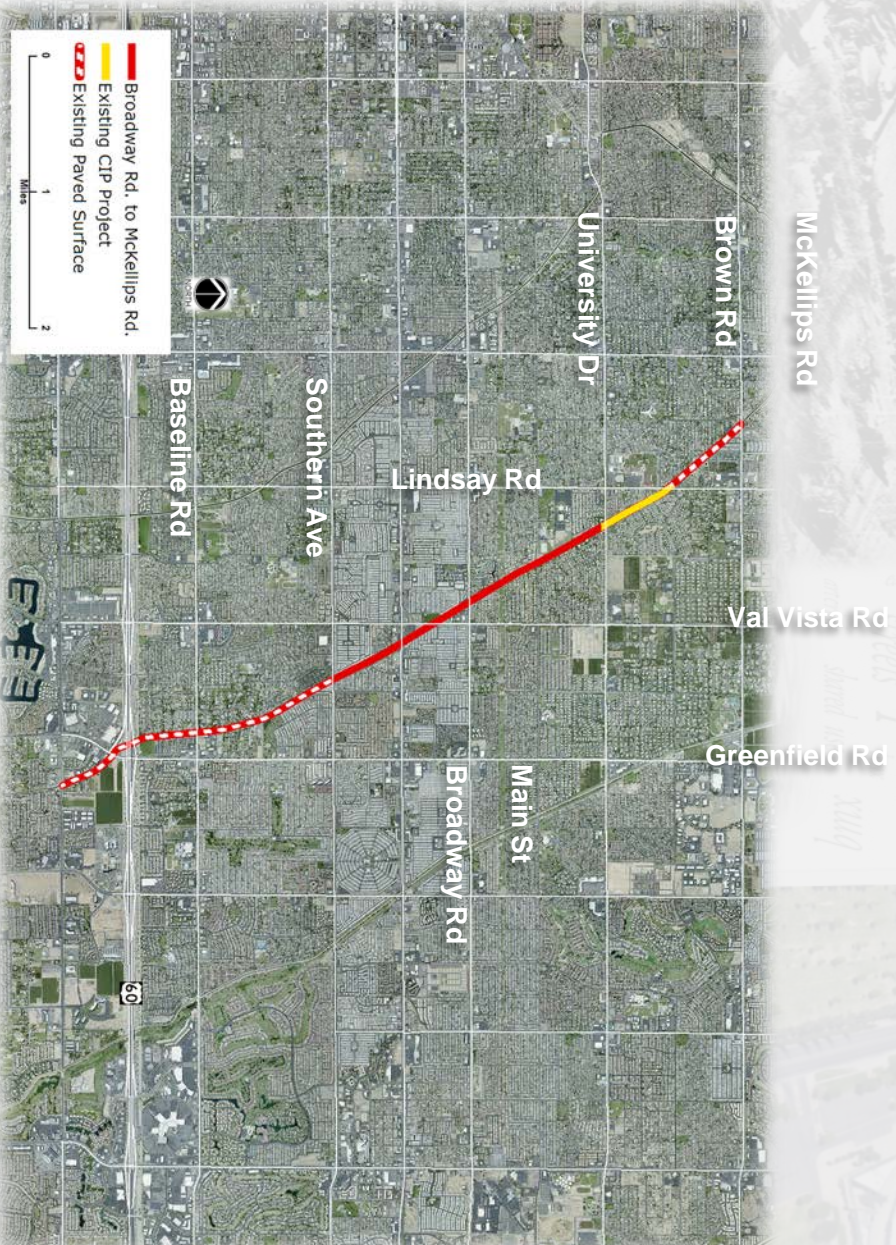 Broadway Rd. to McKellips Rd.
Existing CIP Project
Existing Paved Surface
0 1 2
Miles
McKellips Rd
Brown Rd
University Dr
Lindsay Rd
Southern Ave
Baseline Rd
Val Vista Rd
Greenfield Rd
Main St
Broadway Rd
60